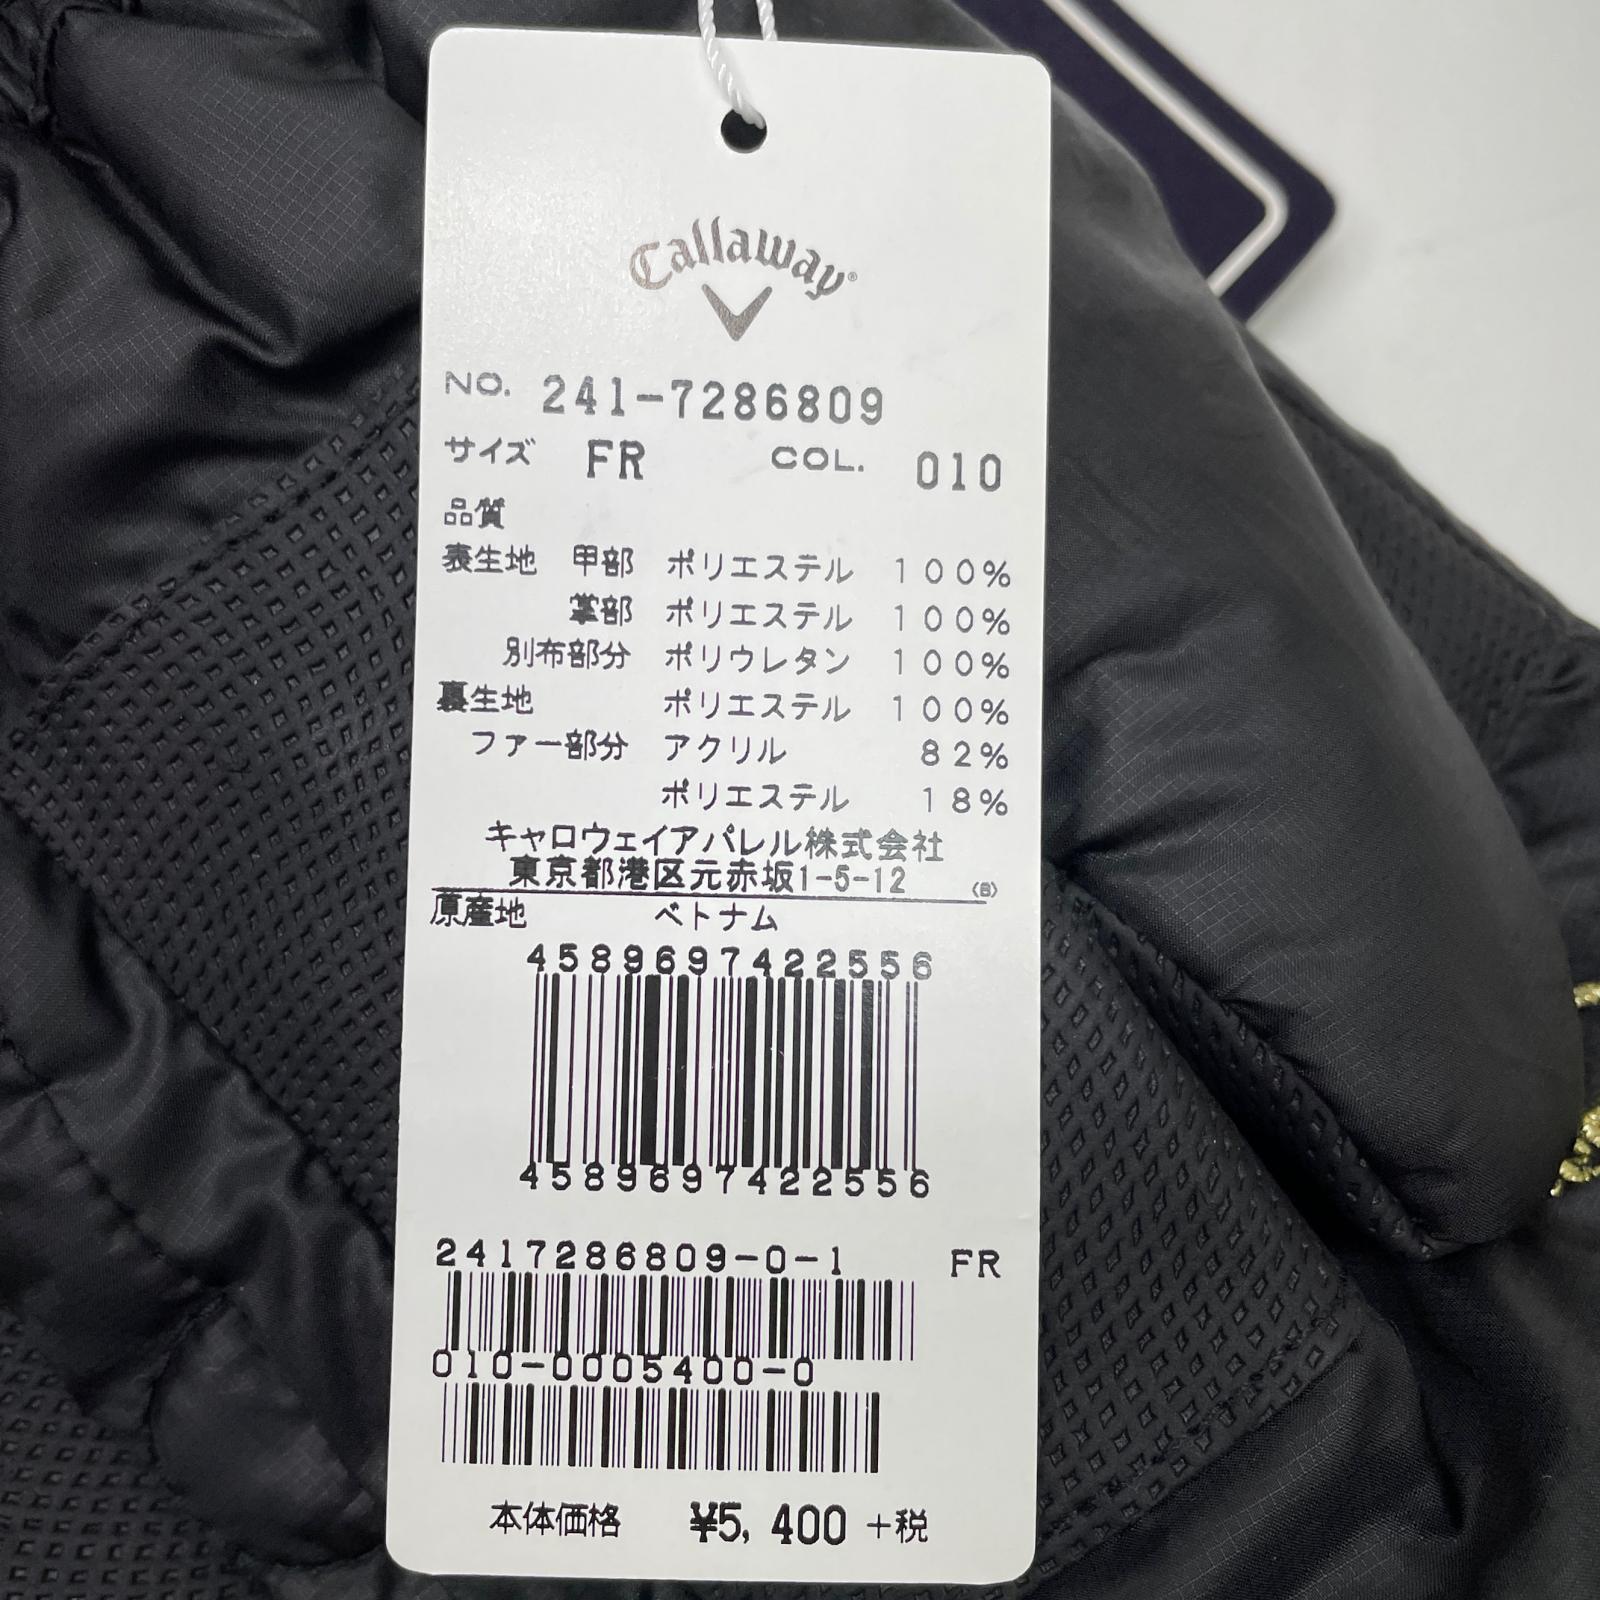 Callaway®
NO. 241-7286809
サイズ FR COL. 010
品質
表生地 甲部 ポリエステル 100%
掌部 ポリエステル 100%
別布部分 ポリウレタン 100%
裏生地 ポリエステル 100%
ファー部分 アクリル 82%
ポリエステル 18%
キャロウェイアパレル株式会社
東京都港区元赤坂1-5-12 (B)
原産地 ベトナム
4589697422556
4589697422556
2417286809-0-1 FR
010-0005400-0
本体価格 ¥5,400 +税